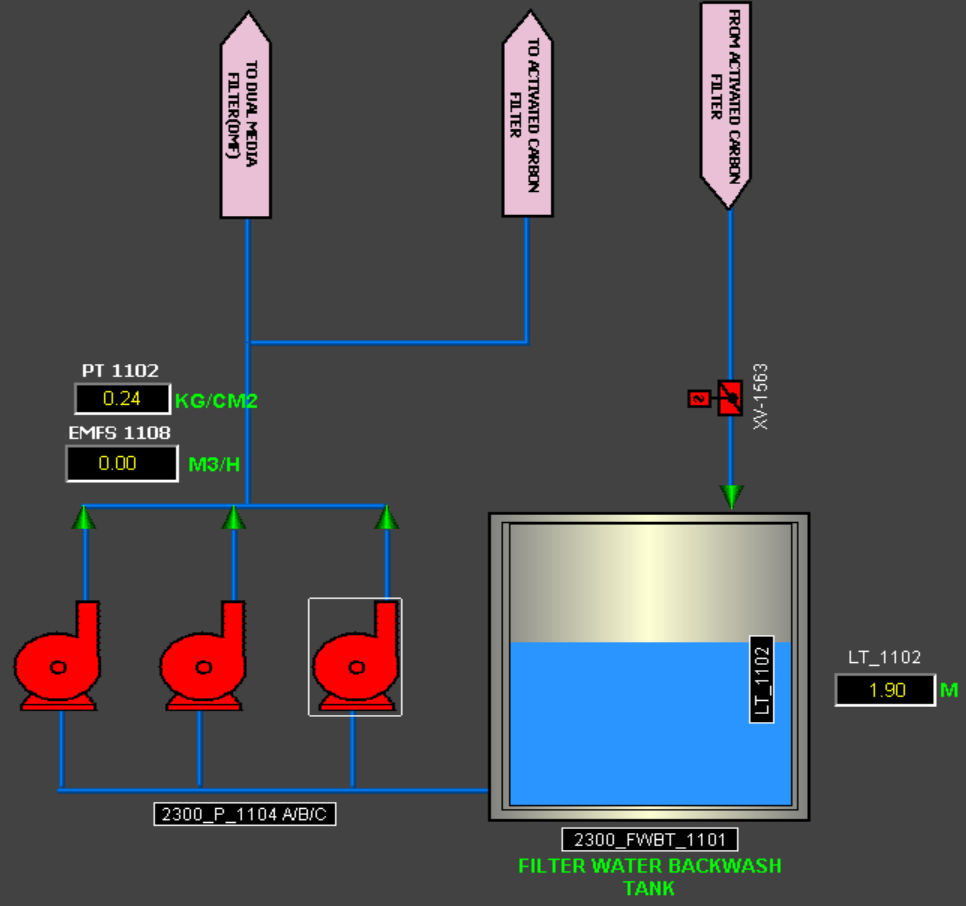 TO DUAL MEDIA
FILTER(DMF)
TO ACTIVATED CARBON
FILTER
FROM ACTIVATED CARBON
FILTER
PT 1102
0.24 KG/CM2
EMFS 1108
0.00 M3/H
XV-1563
LT_1102
LT_1102
1.90 M
2300_P_1104 A/B/C
2300_FWBT_1101
FILTER WATER BACKWASH
TANK